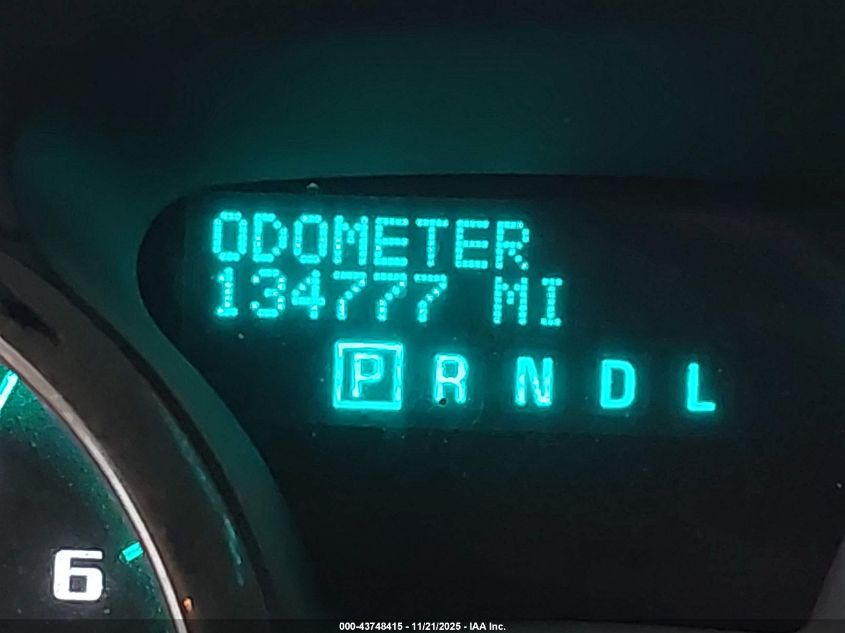 ODOMETER
134777 MI
P R N D L
6
000-43748415 - 11/21/2025 - IAA Inc.